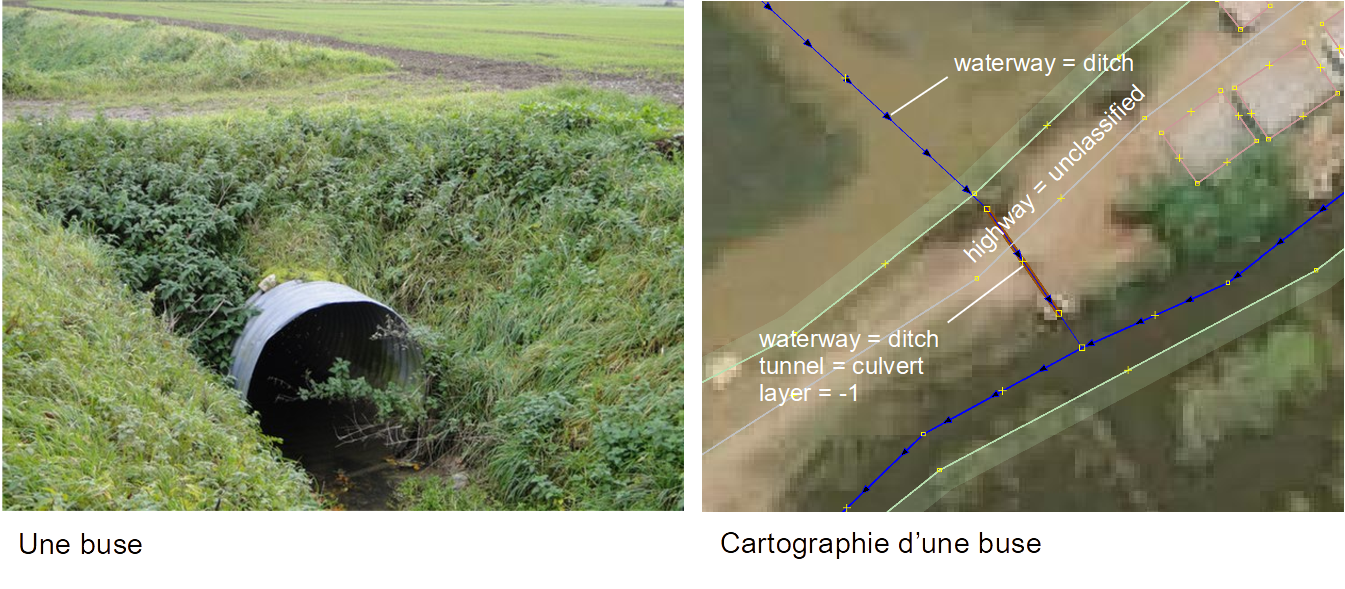 waterway = ditch
highway = unclassified
waterway = ditch
tunnel = culvert
layer = -1
Une buse
Cartographie d’une buse